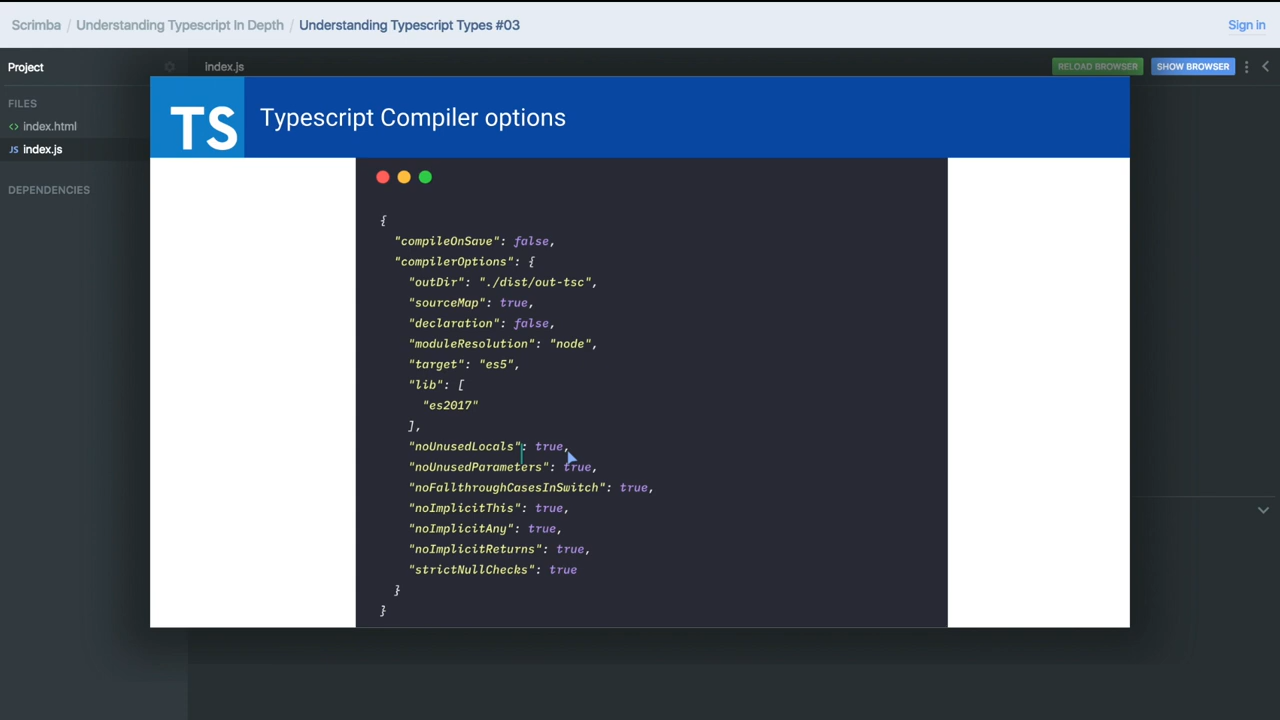 Scrimba / Understanding Typescript In Depth / Understanding Typescript Types #03
Sign in
Project
index.js
RELOAD BROWSER
SHOW BROWSER
FILES
<> index.html
JS index.js
DEPENDENCIES
TS
Typescript Compiler options
{
"compileOnSave": false,
"compilerOptions": {
"outDir": "./dist/out-tsc",
"sourceMap": true,
"declaration": false,
"moduleResolution": "node",
"target": "es5",
"lib": [
"es2017"
],
"noUnusedLocals": true,
"noUnusedParameters": true,
"noFallthroughCasesInSwitch": true,
"noImplicitThis": true,
"noImplicitAny": true,
"noImplicitReturns": true,
"strictNullChecks": true
}
}